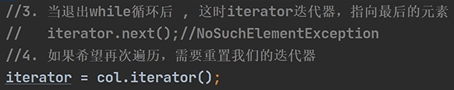 //3. 当退出while循环后 , 这时iterator迭代器，指向最后的元素
//   iterator.next();//NoSuchElementException
//4. 如果希望再次遍历，需要重置我们的迭代器
iterator = col.iterator();